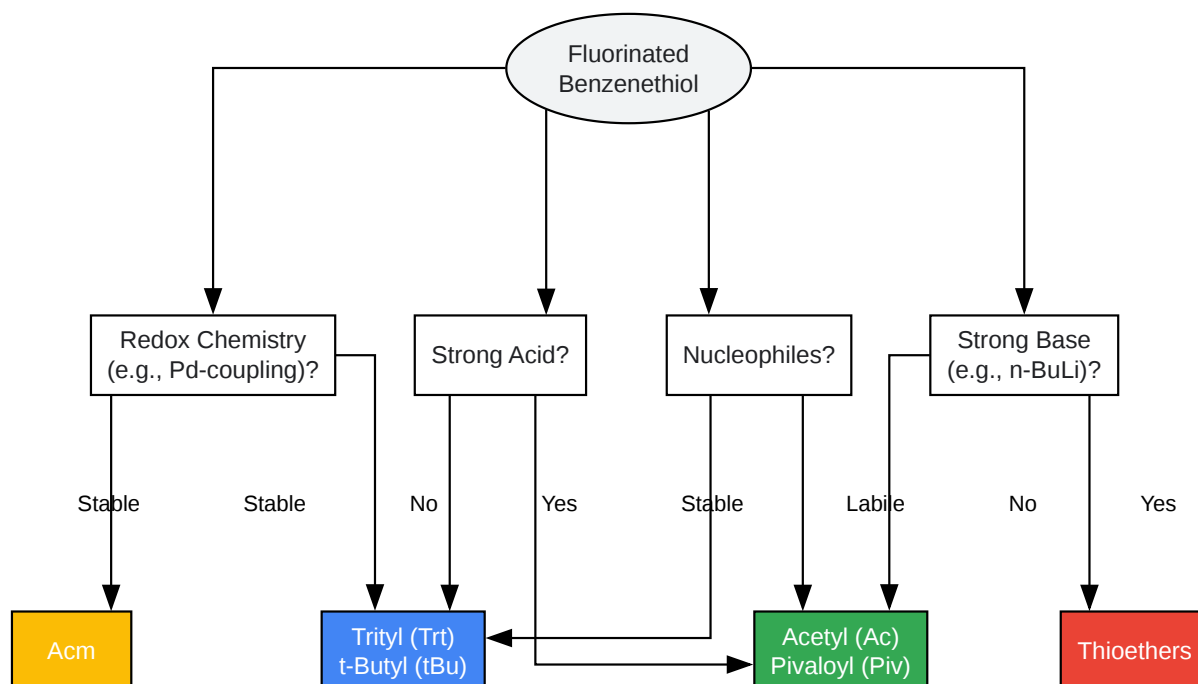 Fluorinated
Benzenethiol
Redox Chemistry
(e.g., Pd-coupling)?
Strong Acid?
Nucleophiles?
Strong Base
(e.g., n-BuLi)?
Stable
Stable
No
Yes
Stable
Labile
No
Yes
Acm
Trityl (Trt)
t-Butyl (tBu)
Acetyl (Ac)
Pivaloyl (Piv)
Thioethers